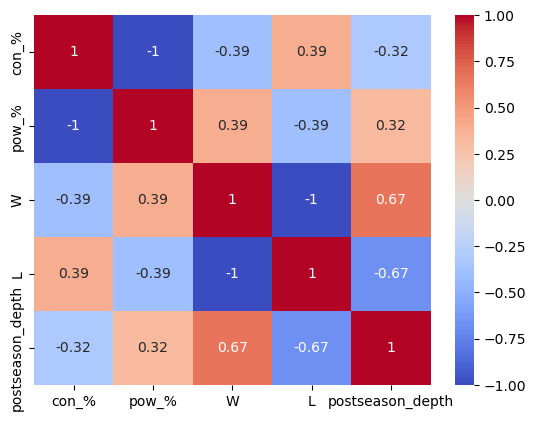 con_% 1 -1 -0.39 0.39 -0.32
pow_% -1 1 0.39 -0.39 0.32
W -0.39 0.39 1 -1 0.67
L 0.39 -0.39 -1 1 -0.67
postseason_depth -0.32 0.32 0.67 -0.67 1
con_% pow_% W L postseason_depth
1.00
0.75
0.50
0.25
0.00
−0.25
−0.50
−0.75
−1.00